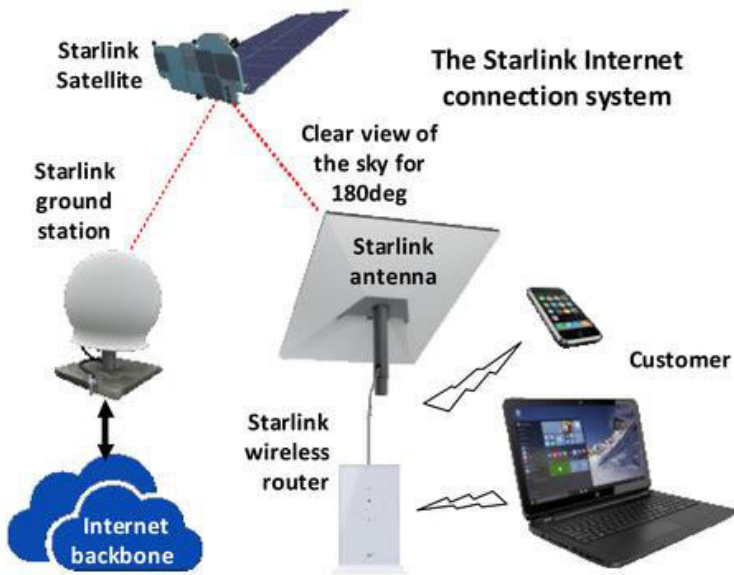 Starlink
Satellite
The Starlink Internet
connection system
Clear view of
the sky for
180deg
Starlink
ground
station
Starlink
antenna
Customer
Starlink
wireless
router
Internet
backbone